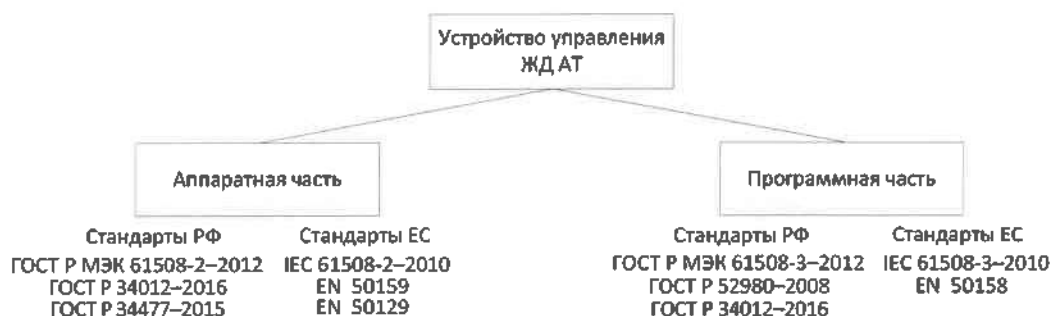 Устройство управления
ЖД АТ
Аппаратная часть
Программная часть
Стандарты РФ
Стандарты ЕС
ГОСТ Р МЭК 61508-2–2012
IEC 61508-2–2010
ГОСТ Р 34012–2016
EN 50159
ГОСТ Р 34477–2015
EN 50129
Стандарты РФ
Стандарты ЕС
ГОСТ Р МЭК 61508-3–2012
IEC 61508-3–2010
ГОСТ Р 52980–2008
EN 50158
ГОСТ Р 34012–2016